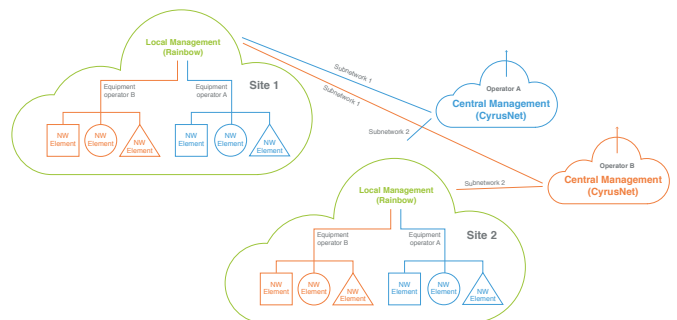 Local Management
(Rainbow)
Equipment
operator B
Equipment
operator A
Site 1
NW
Element
NW
Element
NW
Element
NW
Element
NW
Element
NW
Element
Subnetwork 1
Subnetwork 1
Subnetwork 2
Operator A
Central Management
(CyrusNet)
Operator B
Central Management
(CyrusNet)
Subnetwork 2
Local Management
(Rainbow)
Equipment
operator B
Equipment
operator A
Site 2
NW
Element
NW
Element
NW
Element
NW
Element
NW
Element
NW
Element